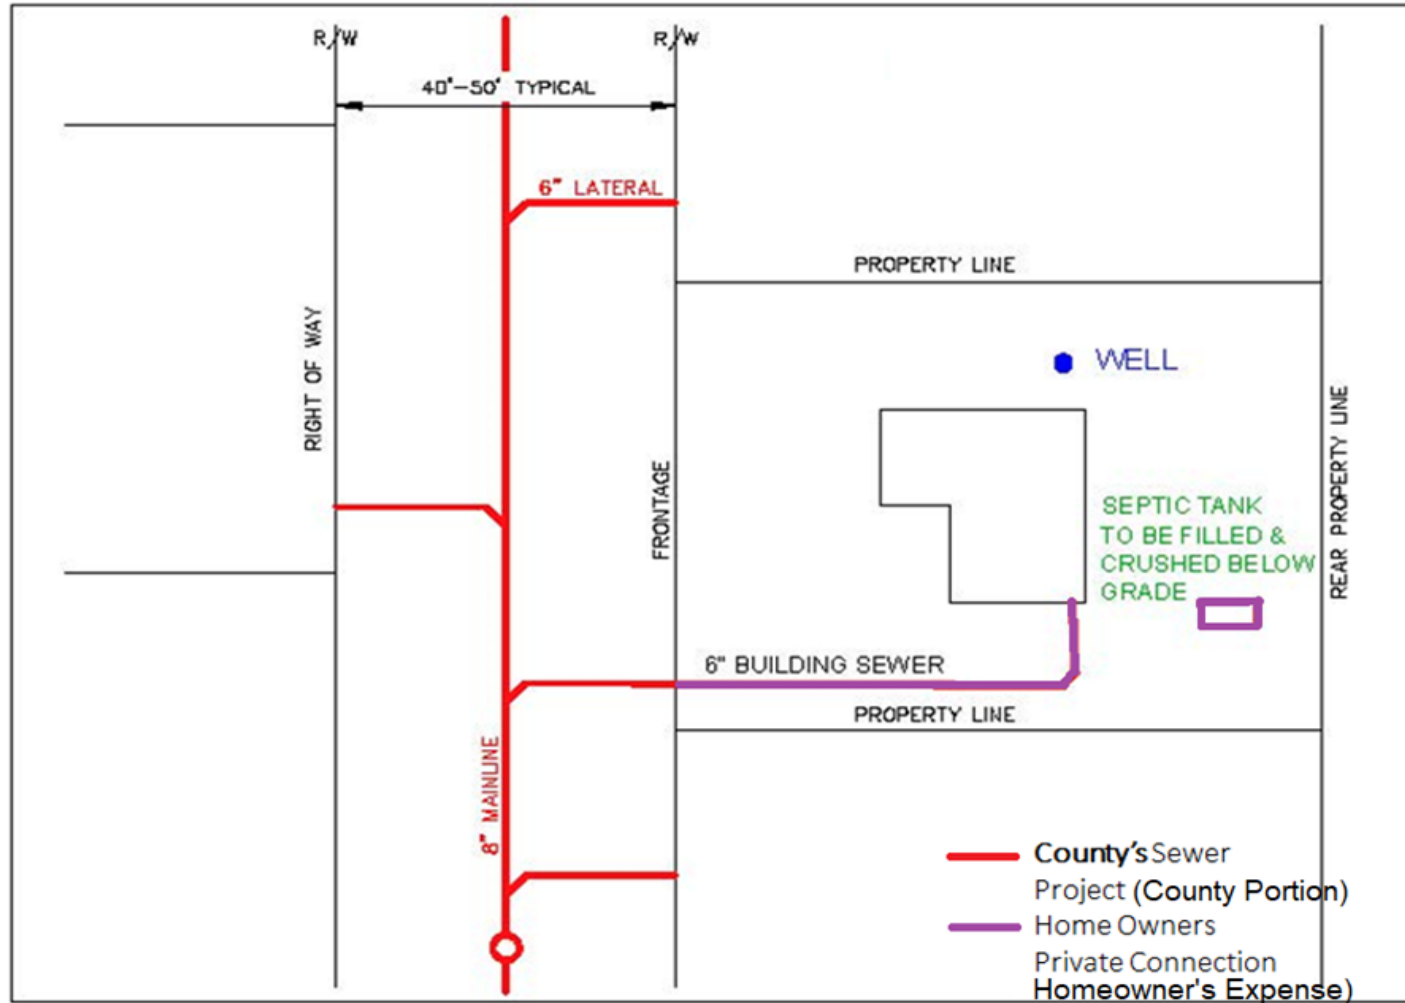 R/W
R/W
40'-50' TYPICAL
6" LATERAL
PROPERTY LINE
RIGHT OF WAY
WELL
FRONTAGE
REAR PROPERTY LINE
SEPTIC TANK
TO BE FILLED &
CRUSHED BELOW
GRADE
6" BUILDING SEWER
PROPERTY LINE
8" MAINLINE
County's Sewer
Project (County Portion)
Home Owners
Private Connection
Homeowner's Expense)